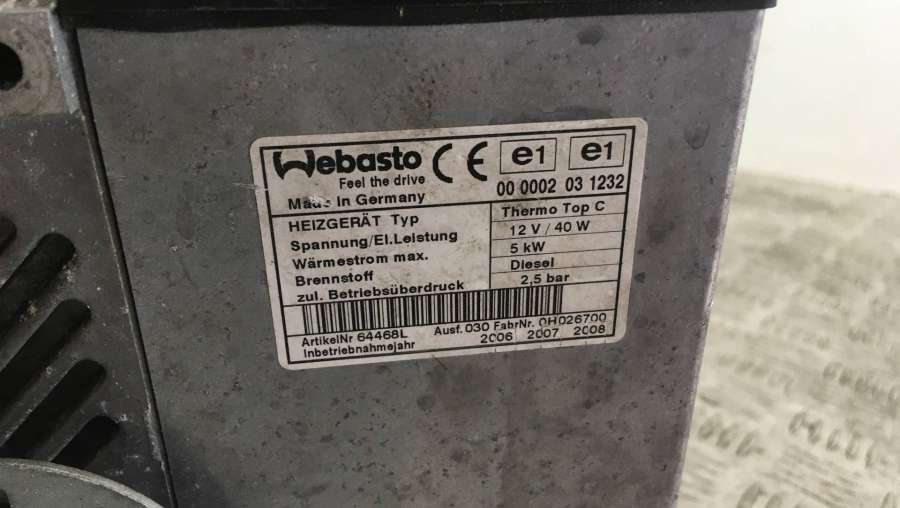 Webasto CE e1 e1
Feel the drive 00 0002 03 1232
Made In Germany
HEIZGERÄT Typ Thermo Top C
Spannung/El.Leistung 12 V / 40 W
Wärmestrom max. 5 kW
Brennstoff Diesel
zul. Betriebsüberdruck 2,5 bar
ArtikelNr 64468L Ausf. 030 FabrNr. 0H026700
Inbetriebnahmejahr 2006 2007 2008